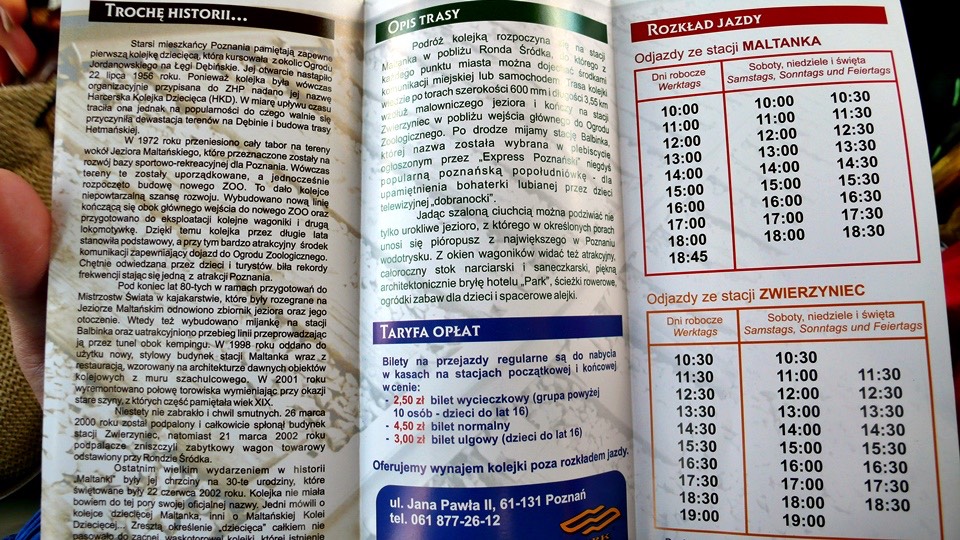 TROCHĘ HISTORII...
Starsi mieszkańcy Poznania pamiętają zapewne
pierwszą kolejkę dziecięcą, która kursowała z okolic Ogrodu
Jordanowskiego na Łęgi Dębińskie. Jej otwarcie nastąpiło
22 lipca 1956 roku. Ponieważ kolejka była wówczas
organizacyjnie przypisana do ZHP nadano jej nazwę
Harcerska Kolejka Dziecięca (HKD). W miarę upływu czasu
traciła ona jednak na popularności do czego walnie się
przyczyniła dewastacja terenów na Dębinie i budowa trasy
Hetmańskiej.
W 1972 roku przeniesiono cały tabor na tereny
wokół Jeziora Maltańskiego, które przeznaczone zostały na
rozwój bazy sportowo-rekreacyjnej dla Poznania. Wówczas
tereny te zostały uporządkowane, a jednocześnie
rozpoczęto budowę nowego ZOO. To dało kolejce
niepowtarzalną szansę rozwoju. Wybudowano nową linię
kończącą się obok głównego wejścia do nowego ZOO oraz
przygotowano do eksploatacji kolejne wagoniki i drugą
lokomotywkę. Dzięki temu kolejka przez długie lata
stanowiła podstawowy, a przy tym bardzo atrakcyjny środek
komunikacji zapewniający dojazd do Ogrodu Zoologicznego.
Chętnie odwiedzana przez dzieci i turystów biła rekordy
frekwencji stając się jedną z atrakcji Poznania.
Pod koniec lat 80-tych w ramach przygotowań do
Mistrzostw Świata w kajakarstwie, które były rozegrane na
Jeziorze Maltańskim odnowiono zbiornik jeziora oraz jego
otoczenie. Wtedy też wybudowano mijankę na stacji
Balbinka oraz uatrakcyjniono przebieg linii przeprowadzając
ją przez tunel obok kempingu. W 1998 roku oddano do
użytku nowy, stylowy budynek stacji Maltanka wraz z
restauracją, wzorowany na architekturze dawnych obiektów
kolejowych z muru szachulcowego. W 2001 roku
wyremontowano połowę torowiska wymieniając przy okazji
stare szyny, z których część pamiętała wiek XIX.
Niestety nie zabrakło i chwil smutnych. 26 marca
2000 roku został podpalony i całkowicie spłonął budynek
stacji Zwierzyniec, natomiast 21 marca 2002 roku
podpalacze zniszczyli zabytkowy wagon towarowy
odstawiony przy Rondzie Śródka.
Ostatnim wielkim wydarzeniem w historii
„Maltanki” były jej chrzciny na 30-te urodziny, które
świętowane były 22 czerwca 2002 roku. Kolejka nie miała
bowiem do tej pory swojej oficjalnej nazwy. Jedni mówili o
kolejce dziecięcej Maltanka, inni o Maltańskiej Kolei
Dziecięcej... Zresztą określenie „dziecięca” całkiem nie
pasowało do zacnej, wąskotorowej kolejki, której istnienie
OPIS TRASY
Podróż kolejką rozpoczyna się na stacji
Maltanka w pobliżu Ronda Śródka, do którego z
każdego punktu miasta można dojechać środkami
komunikacji miejskiej lub samochodem. Trasa kolejki
wiedzie po torach szerokości 600 mm i długości 3,55 km
wzdłuż malowniczego jeziora i kończy na stacji
Zwierzyniec w pobliżu wejścia głównego do Ogrodu
Zoologicznego. Po drodze mijamy stację Balbinka,
której nazwa została wybrana w plebiscycie
ogłoszonym przez „Express Poznański” niegdyś
popularną poznańską popołudniówkę - dla
upamiętnienia bohaterki lubianej przez dzieci
telewizyjnej „dobranocki”.
Jadąc szaloną ciuchcią można podziwiać nie
tylko urokliwe jezioro, z którego w określonych porach
unosi się pióropusz z największego w Poznaniu
wodotrysku. Z okien wagoników widać też atrakcyjny,
całoroczny stok narciarski i saneczkarski, piękną
architektonicznie bryłę hotelu „Park”, ścieżki rowerowe,
ogródki zabaw dla dzieci i spacerowe alejki.
TARYFA OPŁAT
Bilety na przejazdy regularne są do nabycia
w kasach na stacjach początkowej i końcowej
w cenie:
- 2,50 zł bilet wycieczkowy (grupa powyżej
10 osób - dzieci do lat 16)
- 4,50 zł bilet normalny
- 3,00 zł bilet ulgowy (dzieci do lat 16)
Oferujemy wynajem kolejki poza rozkładem jazdy.
ul. Jana Pawła II, 61-131 Poznań
tel. 061 877-26-12
ROZKŁAD JAZDY
Odjazdy ze stacji MALTANKA
Dni robocze Soboty, niedziele i święta
Werktags Samstags, Sonntags und Feiertags
10:00 10:00 10:30
11:00 11:00 11:30
12:00 12:00 12:30
13:00 13:00 13:30
14:00 14:00 14:30
15:00 15:00 15:30
16:00 16:00 16:30
17:00 17:00 17:30
18:00 18:00 18:30
18:45
Odjazdy ze stacji ZWIERZYNIEC
Dni robocze Soboty, niedziele i święta
Werktags Samstags, Sonntags und Feiertags
10:30 10:30
11:30 11:00 11:30
12:30 12:00 12:30
13:30 13:00 13:30
14:30 14:00 14:30
15:30 15:00 15:30
16:30 16:00 16:30
17:30 17:00 17:30
18:30 18:00 18:30
19:00 19:00